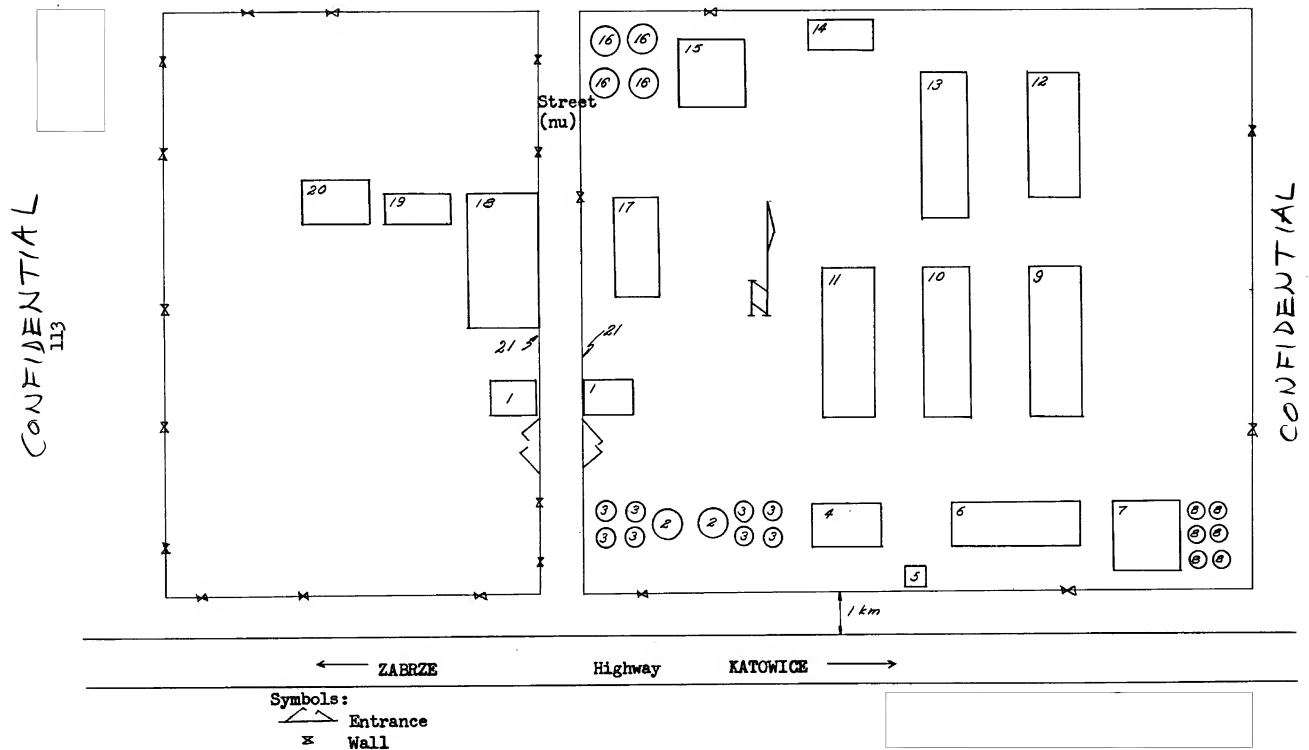 16 16
16 16
15
14
13
12
Street
(nu)
20
19
18
17
11
10
9
21
21
1
1
3 3 2 2 3 3
3 3 3 3
4
6
7
8 8
8 8
8 8
5
1 km
← ZABRZE Highway KATOWICE →
Symbols:
Entrance
Wall
N
CONFIDENTIAL
113
CONFIDENTIAL